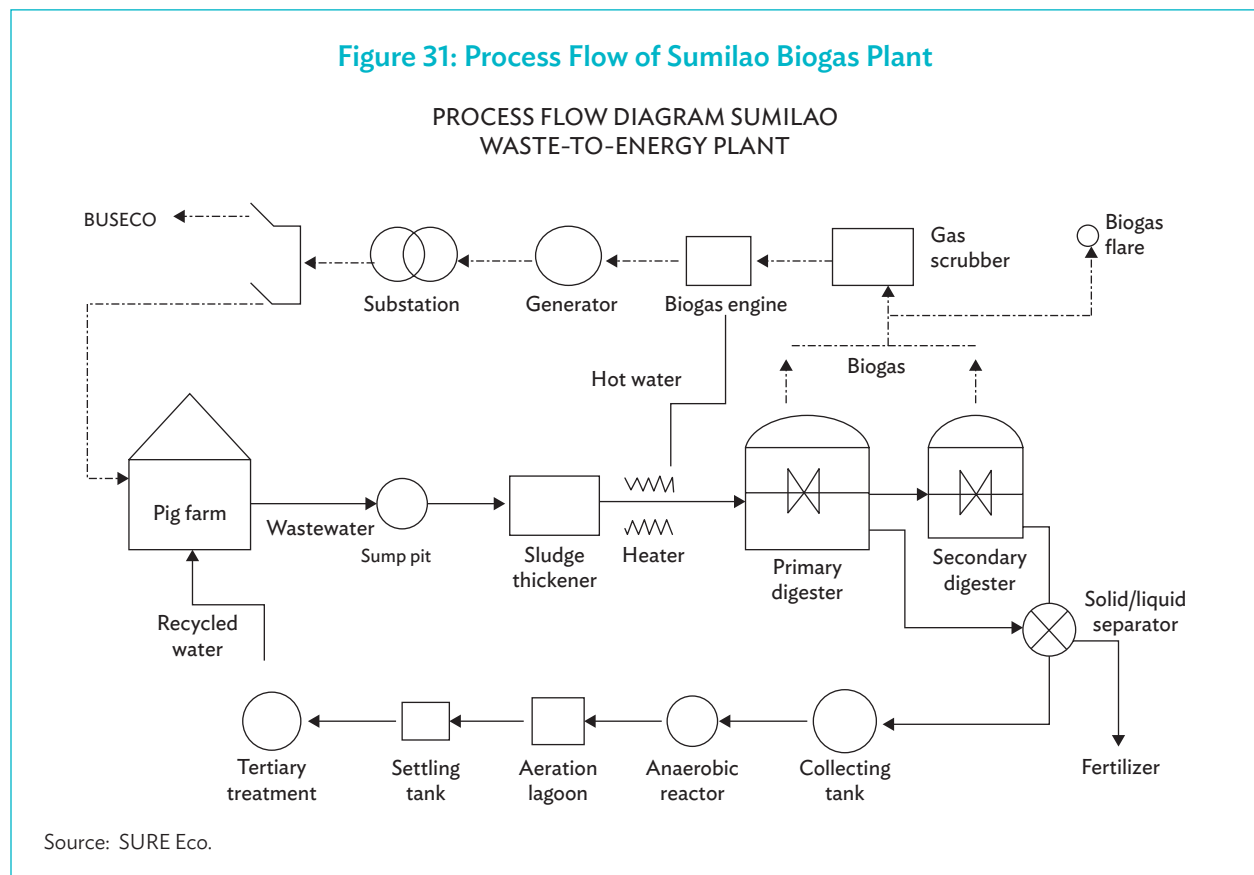 Figure 31: Process Flow of Sumilao Biogas Plant
PROCESS FLOW DIAGRAM SUMILAO
WASTE-TO-ENERGY PLANT
BUSECO
Substation
Generator
Biogas engine
Gas
scrubber
Biogas
flare
Hot water
Biogas
Pig farm
Wastewater
Sump pit
Sludge
thickener
Heater
Primary
digester
Secondary
digester
Solid/liquid
separator
Recycled
water
Tertiary
treatment
Settling
tank
Aeration
lagoon
Anaerobic
reactor
Collecting
tank
Fertilizer
Source: SURE Eco.